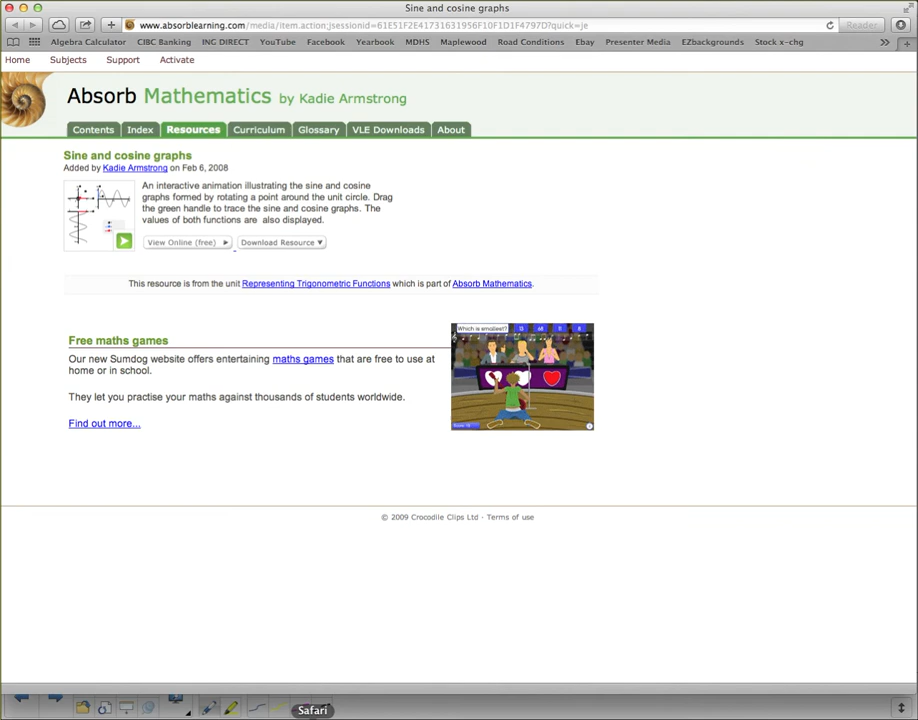 Sine and cosine graphs
www.absorblearning.com/media/item.action;jsessionid=61E51F2E41731631956F10F1D1F4797D?quick=je
Reader
Algebra Calculator CIBC Banking ING DIRECT YouTube Facebook Yearbook MDHS Maplewood Road Conditions Ebay Presenter Media EZbackgrounds Stock x-chg
Home Subjects Support Activate
Absorb Mathematics by Kadie Armstrong
Contents Index Resources Curriculum Glossary VLE Downloads About
Sine and cosine graphs
Added by Kadie Armstrong on Feb 6, 2008
An interactive animation illustrating the sine and cosine
graphs formed by rotating a point around the unit circle. Drag
the green handle to trace the sine and cosine graphs. The
values of both functions are also displayed.
View Online (free) Download Resource
This resource is from the unit Representing Trigonometric Functions which is part of Absorb Mathematics.
Which is smallest?
Free maths games
Our new Sumdog website offers entertaining maths games that are free to use at
home or in school.
They let you practise your maths against thousands of students worldwide.
Find out more...
© 2009 Crocodile Clips Ltd - Terms of use
Safari